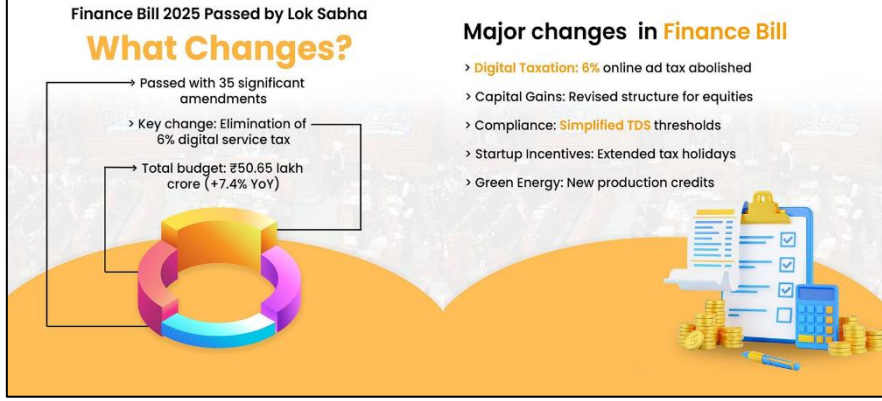 Finance Bill 2025 Passed by Lok Sabha
What Changes?
Passed with 35 significant
amendments
> Key change: Elimination of
6% digital service tax
Total budget: ₹50.65 lakh
crore (+7.4% YoY)
Major changes in Finance Bill
> Digital Taxation: 6% online ad tax abolished
> Capital Gains: Revised structure for equities
> Compliance: Simplified TDS thresholds
> Startup Incentives: Extended tax holidays
> Green Energy: New production credits